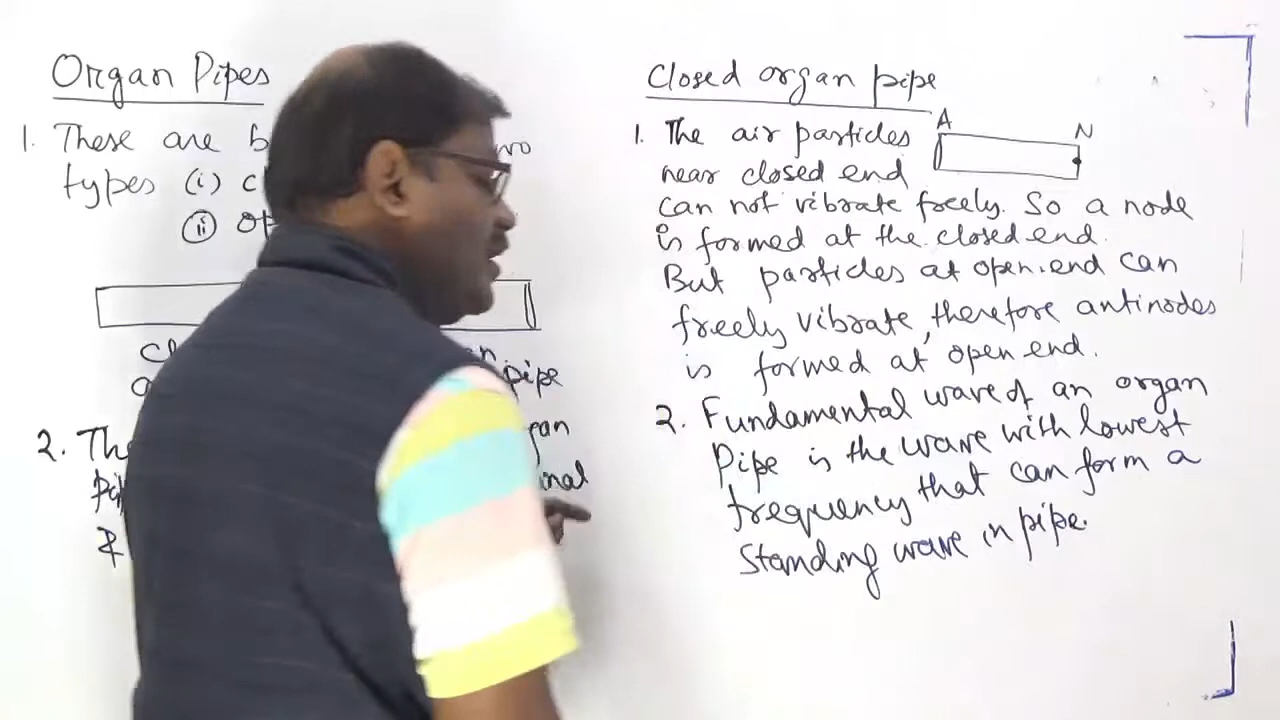 Organ Pipes
1. These are
types (i)
(ii)
pipe
2.
Closed organ pipe
A
N
1. The air particles
near closed end
can not vibrate freely. So a node
is formed at the closed end.
But particles at open end can
freely vibrate, therefore antinodes
is formed at open end.
2. Fundamental wave of an organ
Pipe is the wave with lowest
frequency that can form a
Standing wave in pipe.